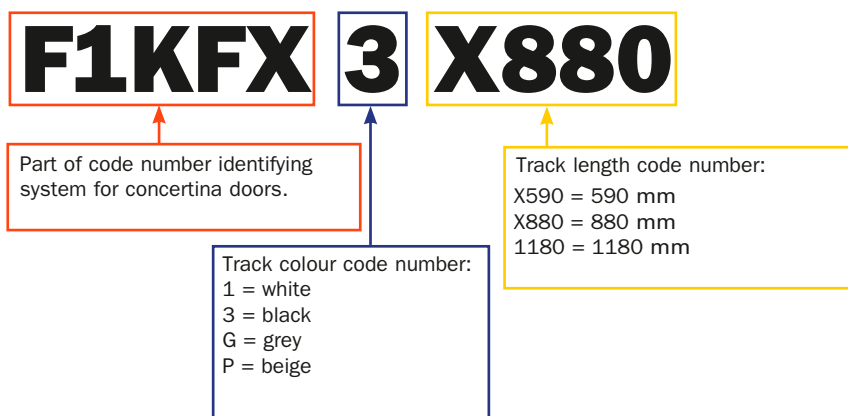 F1KFX 3 X880
Part of code number identifying
system for concertina doors.
Track colour code number:
1 = white
3 = black
G = grey
P = beige
Track length code number:
X590 = 590 mm
X880 = 880 mm
1180 = 1180 mm